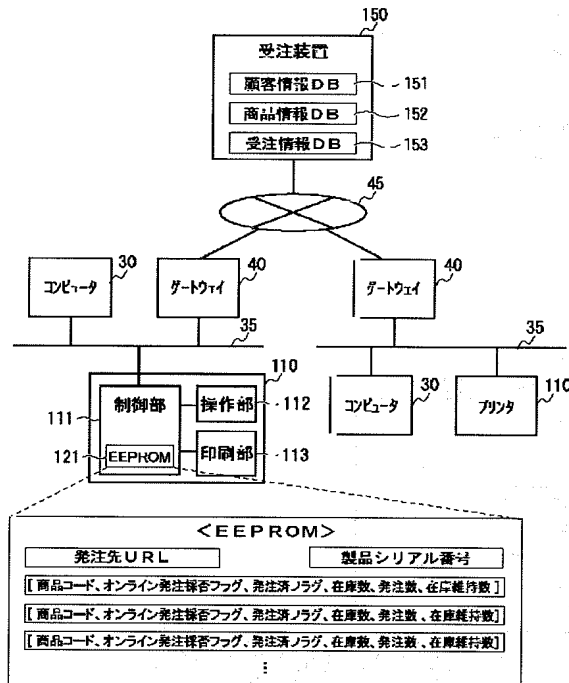 150
受注装置
顧客情報DB
151
商品情報DB
152
受注情報DB
153
45
30
コンピュータ
40
ゲートウェイ
40
ゲートウェイ
35
35
110
制御部
111
操作部
112
121
EEPROM
印刷部
113
30
コンピュータ
110
プリンタ
<EEPROM>
発注先URL
製品シリアル番号
[商品コード、オンライン発注採否フラグ、発注済フラグ、在庫数、発注数、在庫維持数]
[商品コード、オンライン発注採否フラグ、発注済フラグ、在庫数、発注数、在庫維持数]
[商品コード、オンライン発注採否フラグ、発注済フラグ、在庫数、発注数、在庫維持数]
⋮